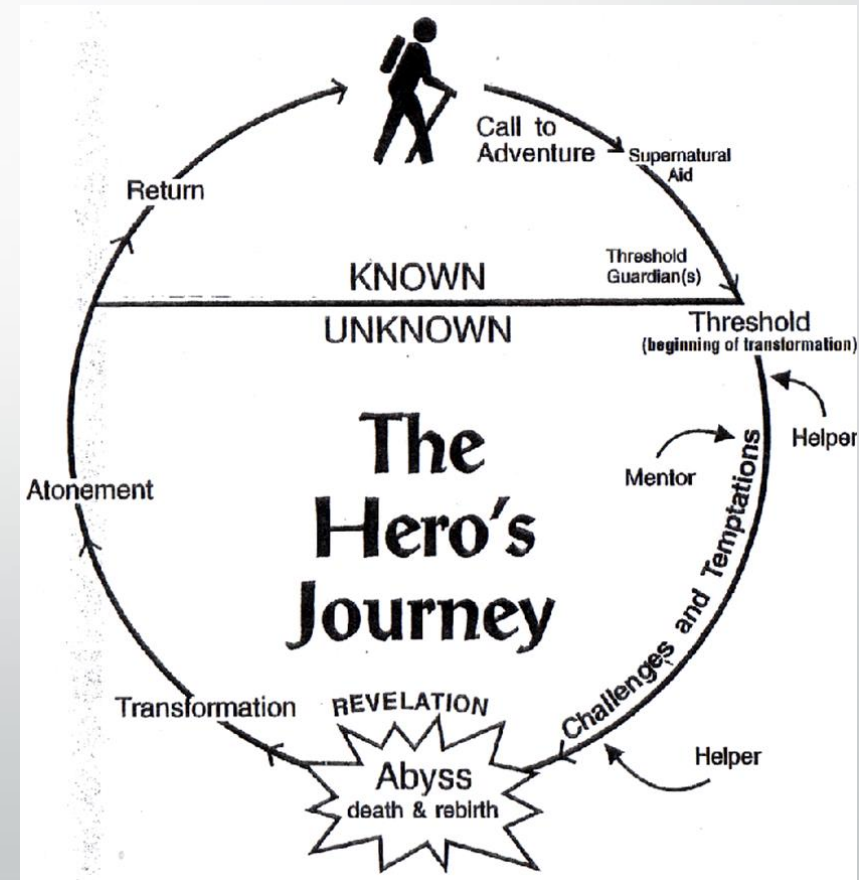 Call to
Adventure
Supernatural
Aid
Threshold
Guardian(s)
KNOWN
UNKNOWN
Threshold
(beginning of transformation)
Helper
Mentor
Challenges and Temptations
Helper
The
Hero's
Journey
REVELATION
Abyss
death & rebirth
Transformation
Atonement
Return